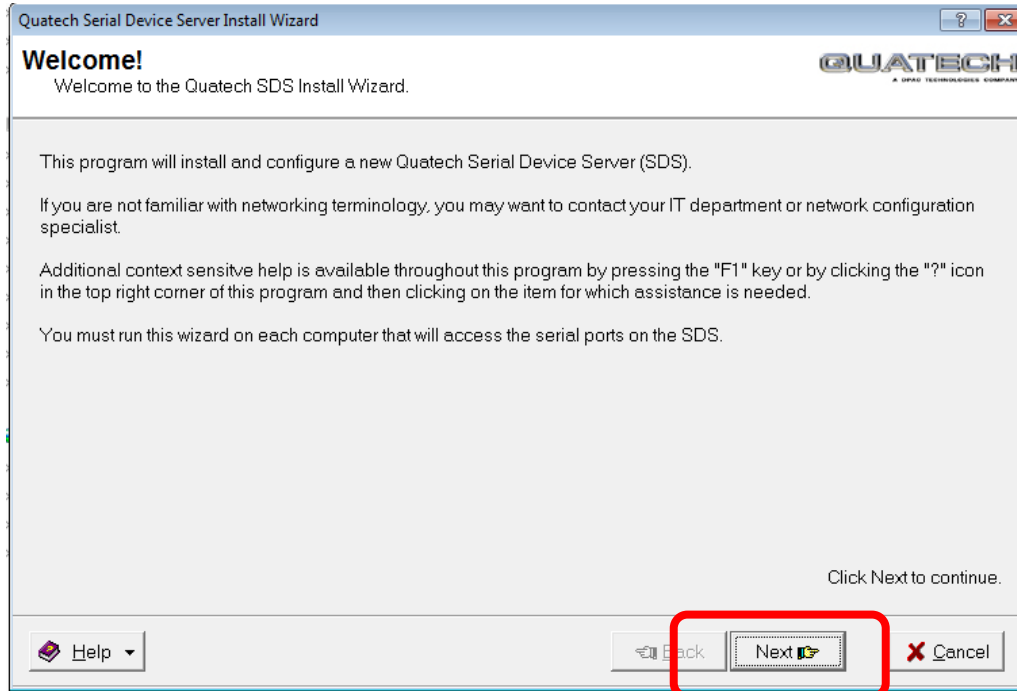 Quatech Serial Device Server Install Wizard
Welcome!
Welcome to the Quatech SDS Install Wizard.
QUATECH
A DPAC TECHNOLOGIES COMPANY
This program will install and configure a new Quatech Serial Device Server (SDS).
If you are not familiar with networking terminology, you may want to contact your IT department or network configuration
specialist.
Additional context sensitve help is available throughout this program by pressing the "F1" key or by clicking the "?" icon
in the top right corner of this program and then clicking on the item for which assistance is needed.
You must run this wizard on each computer that will access the serial ports on the SDS.
Click Next to continue.
Help
Back
Next
Cancel